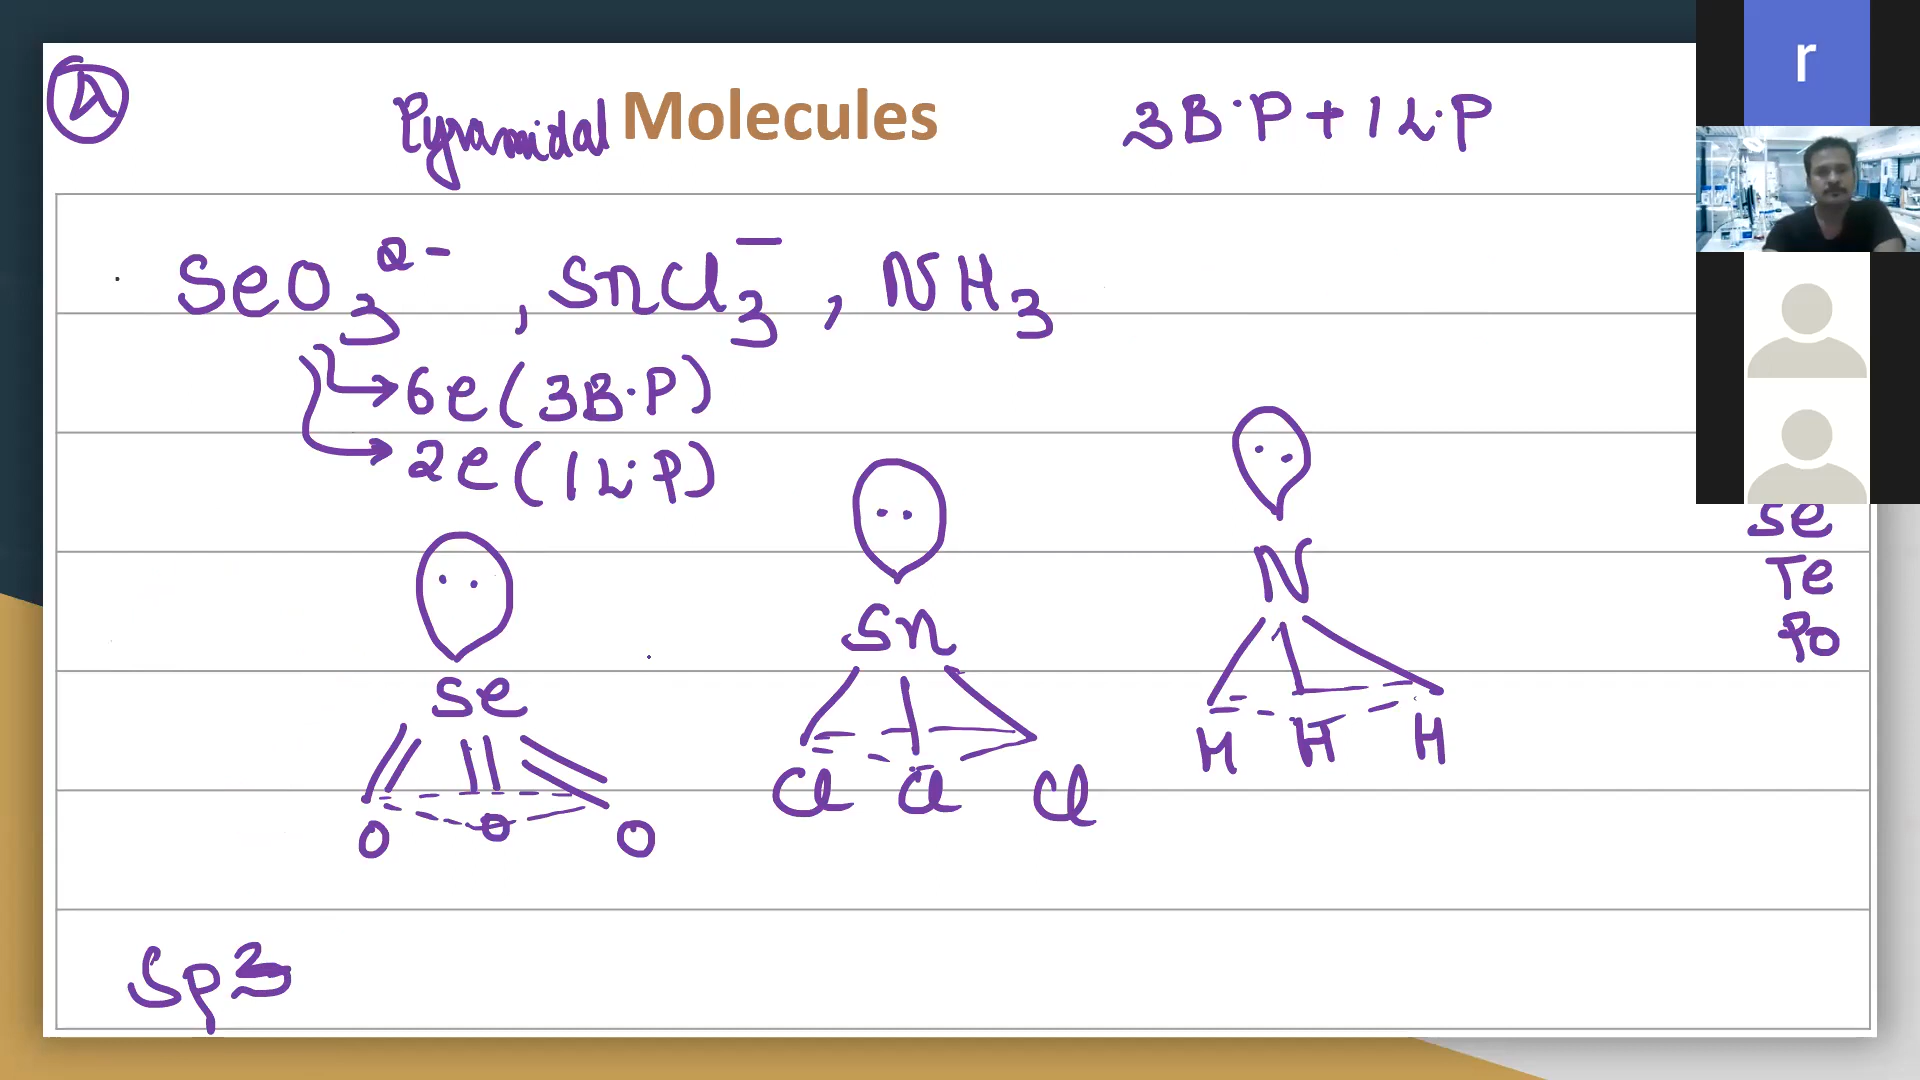 A
Pyramidal Molecules 3B.P + 1L.P
r
SeO3 2-, SnCl3 -, NH3
6e (3B.P)
2e (1L.P)
Se
Te
Po
N
Sn
Se
H H H
Cl Cl Cl
O O O
Sp3